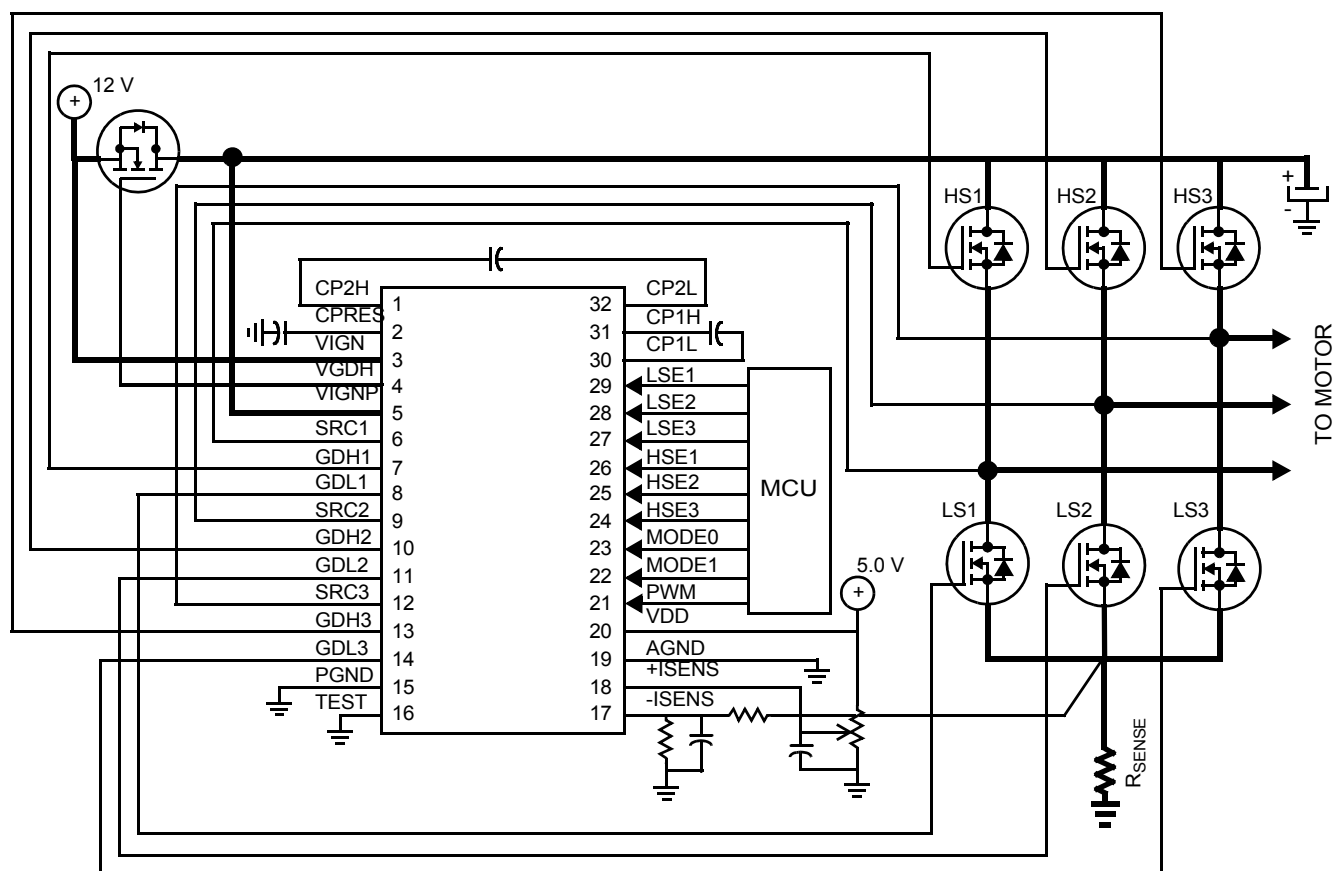 12 V
+
HS1
HS2
HS3
+
-
CP2H
1
32
CP2L
CPRES
2
31
CP1H
VIGN
3
30
CP1L
VGDH
4
29
LSE1
VIGNP
5
28
LSE2
SRC1
6
27
LSE3
GDH1
7
26
HSE1
GDL1
8
25
HSE2
SRC2
9
24
HSE3
GDH2
10
23
MODE0
GDL2
11
22
MODE1
SRC3
12
21
PWM
GDH3
13
20
VDD
GDL3
14
19
AGND
PGND
15
18
+ISENS
TEST
16
17
-ISENS
MCU
5.0 V
+
LS1
LS2
LS3
TO MOTOR
RSENSE